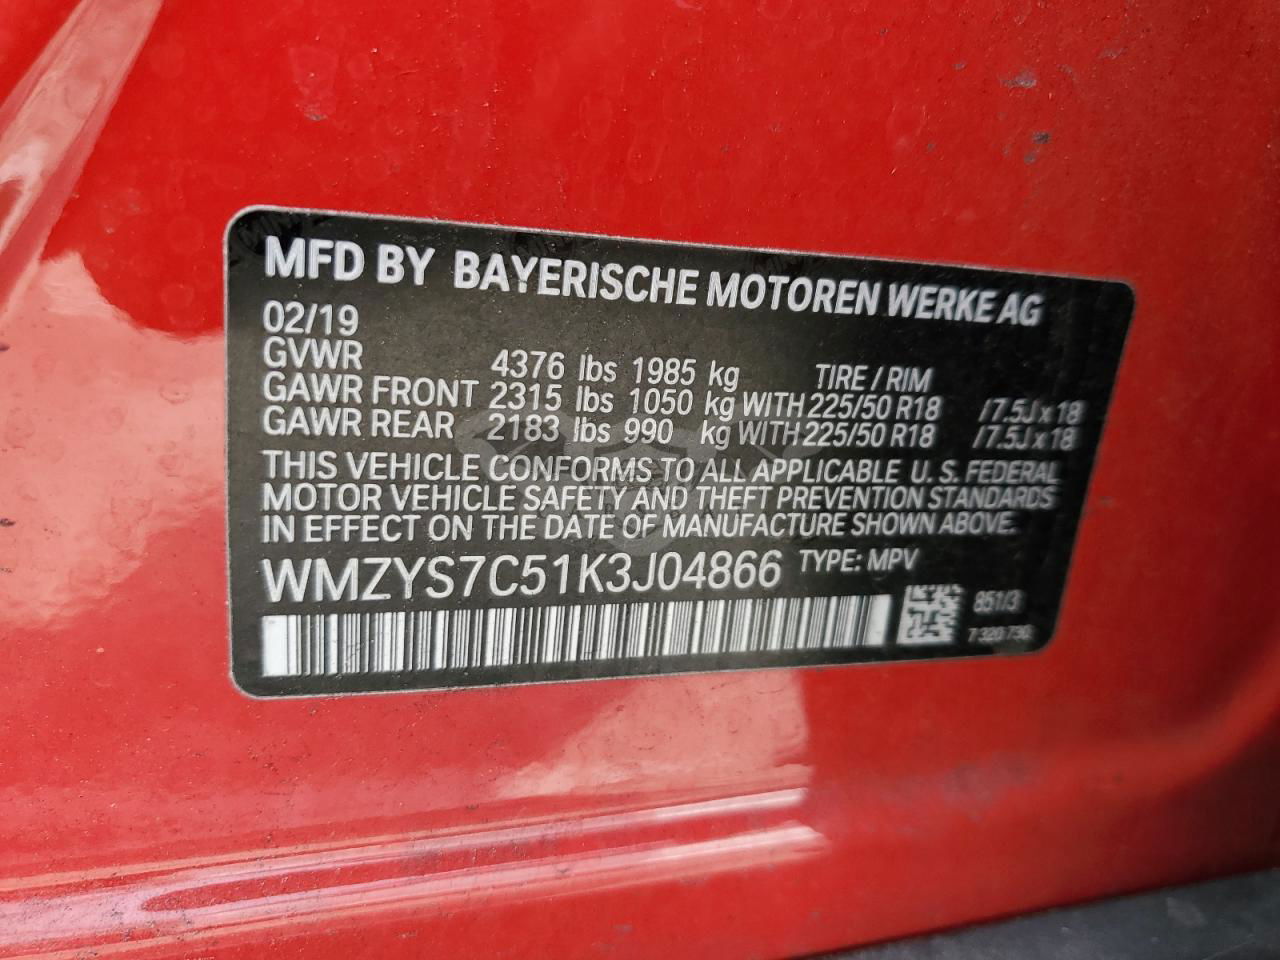 MFD BY BAYERISCHE MOTOREN WERKE AG
02/19
GVWR 4376 lbs 1985 kg TIRE / RIM
GAWR FRONT 2315 lbs 1050 kg WITH 225/50 R18 /7.5J x 18
GAWR REAR 2183 lbs 990 kg WITH 225/50 R18 /7.5J x 18
THIS VEHICLE CONFORMS TO ALL APPLICABLE U. S. FEDERAL
MOTOR VEHICLE SAFETY AND THEFT PREVENTION STANDARDS
IN EFFECT ON THE DATE OF MANUFACTURE SHOWN ABOVE.
WMZYS7C51K3J04866 TYPE: MPV
851/3
7 320 730